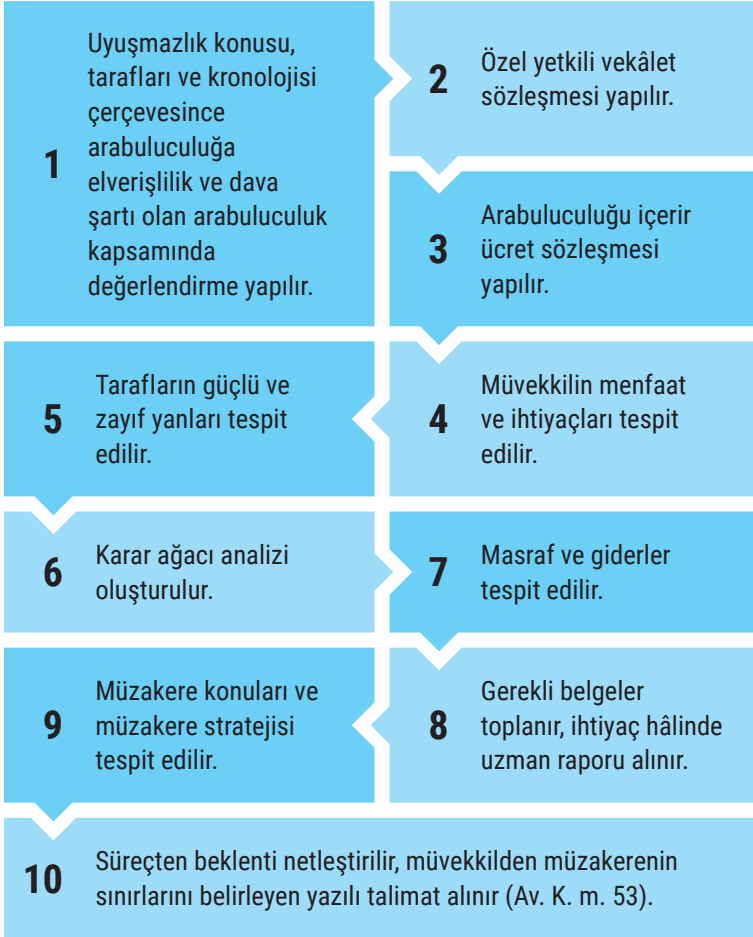 1
Uyuşmazlık konusu,
tarafları ve kronolojisi
çerçevesince
arabuluculuğa
elverişlilik ve dava
şartı olan arabuluculuk
kapsamında
değerlendirme yapılır.
2
Özel yetkili vekâlet
sözleşmesi yapılır.
3
Arabuluculuğu içerir
ücret sözleşmesi
yapılır.
4
Müvekkilin menfaat
ve ihtiyaçları tespit
edilir.
5
Tarafların güçlü ve
zayıf yanları tespit
edilir.
6
Karar ağacı analizi
oluşturulur.
7
Masraf ve giderler
tespit edilir.
8
Gerekli belgeler
toplanır, ihtiyaç hâlinde
uzman raporu alınır.
9
Müzakere konuları ve
müzakere stratejisi
tespit edilir.
10
Süreçten beklenti netleştirilir, müvekkilden müzakerenin
sınırlarını belirleyen yazılı talimat alınır (Av. K. m. 53).